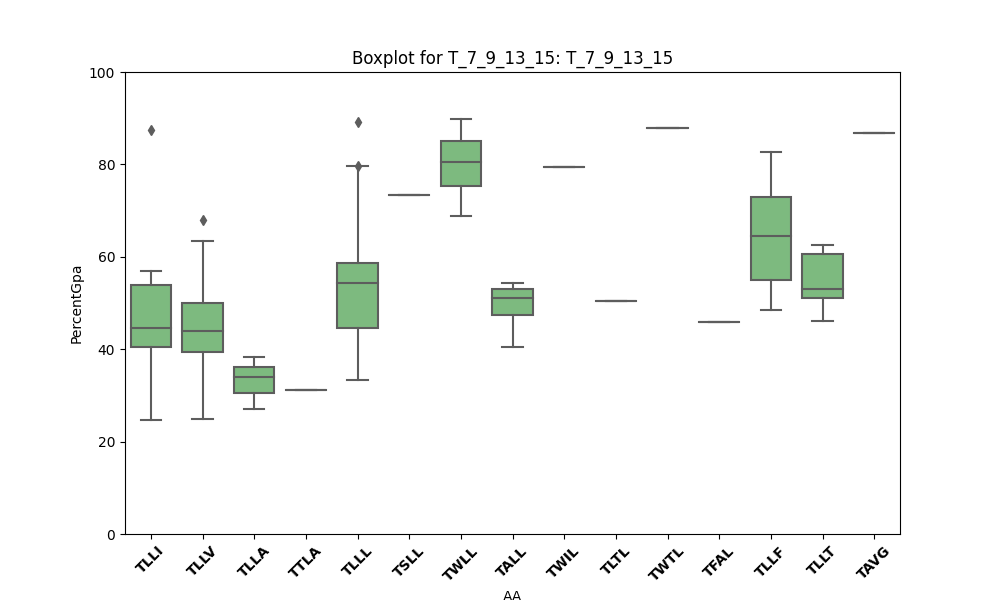 Boxplot for T_7_9_13_15: T_7_9_13_15
100
80
60
40
20
0
PercentGpa
TLLI TLLV TLLA TTLA TLLL TSLL TWLL TALL TWIL TLTL TWTL TFAL TLLF TLLT TAVG
AA